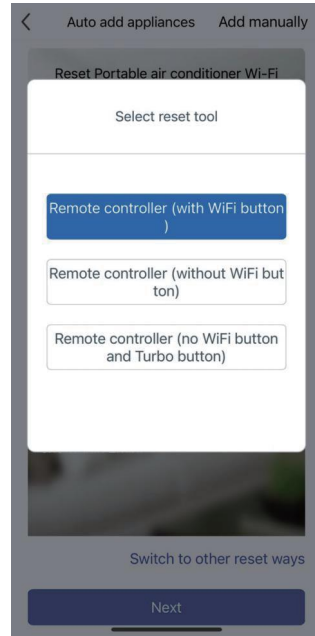 Auto add appliances Add manually
Reset Portable air conditioner Wi-Fi
Select reset tool
Remote controller (with WiFi button
)
Remote controller (without WiFi but
ton)
Remote controller (no WiFi button
and Turbo button)
Switch to other reset ways
Next